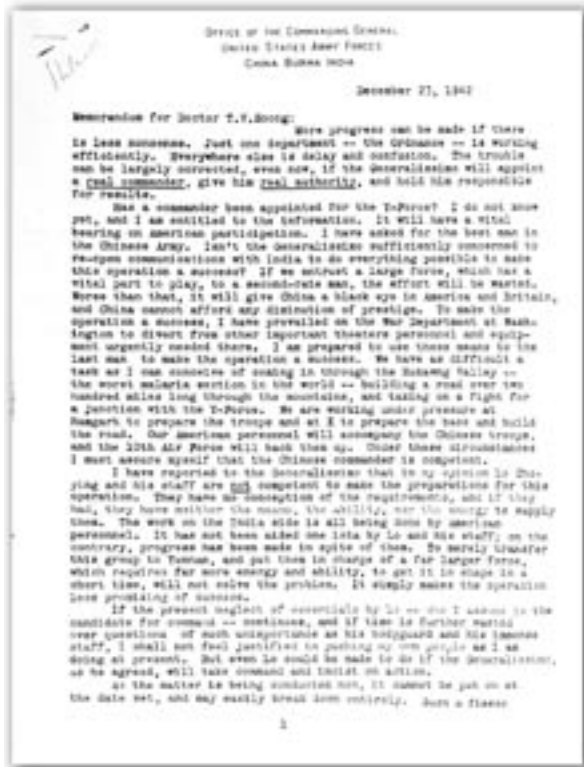 OFFICE OF THE COMMANDING GENERAL
UNITED STATES ARMY FORCES
CHINA BURMA INDIA
December 27, 1942
Memorandum for Doctor T.V.Soong:
More progress can be made if there
is less nonsense. Just one department -- the Ordnance -- is working
efficiently. Everywhere else is delay and confusion. The trouble
can be largely corrected, even now, if the Generalissimo will appoint
a real commander, give him real authority, and hold him responsible
for results.
Has a commander been appointed for the Y-Force? I do not know
yet, and I am entitled to the information. It will have a vital
bearing on American participation. I have asked for the best man in
the Chinese Army. Isn't the Generalissimo sufficiently concerned to
re-open communications with India to do everything possible to make
this operation a success? If we entrust a large force, which has a
vital part to play, to a second-rate man, the effort will be wasted.
Worse than that, it will give China a black eye in America and Britain,
and China cannot afford any diminution of prestige. To make the
operation a success, I have prevailed on the War Department at Wash-
ington to divert from other important theaters personnel and equip-
ment urgently needed there. I am prepared to use these means to the
last man to make the operation a success. We have as difficult a
task as I can conceive of coming in through the Hukawng Valley --
the worst malaria section in the world -- building a road over two
hundred miles long through the mountains, and taking on a fight for
a junction with the Y-Force. We are working under pressure at
Ramgarh to prepare the troops and at X to prepare the base and build
the road. Our American personnel will accompany the Chinese troops,
and the 10th Air Force will back them up. Under these circumstances
I must assure myself that the Chinese commander is competent.
I have reported to the Generalissimo that in my opinion Lo Cho-
ying and his staff are not competent to make the preparations for this
operation. They have no conception of the requirements, and if they
had, they have neither the means, the ability, nor the energy to supply
them. The work on the India side is all being done by American
personnel. It has not been aided one iota by Lo and his staff; on the
contrary, progress has been made in spite of them. To merely transfer
this group to Yunnan, and put them in charge of a far larger force,
which requires far more energy and ability, to get it in shape in a
short time, will not solve the problem. It simply makes the operation
less promising of success.
If the present neglect of essentials by Lo -- who I assume is the
candidate for command -- continues, and if time is further wasted
over questions of such unimportance as his bodyguard and his immense
staff, I shall not feel justified in pushing my own people as I am
doing at present. But even Lo could be made to do if the Generalissimo,
as he agreed, will take command and insist on action.
As the matter is being conducted now, it cannot be put on at
the date set, and may easily break down entirely. Such a fiasco
1